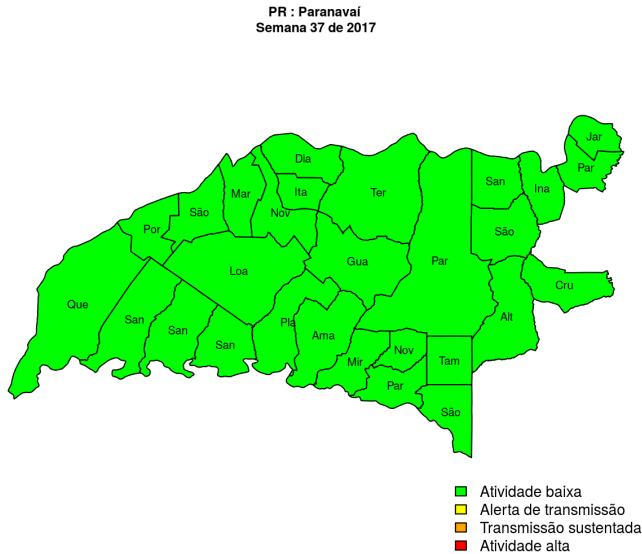 PR : Paranavaí
Semana 37 de 2017
Jar
Dia
Par
Ita
San
Ina
Mar
Ter
São
Nov
Por
São
Loa
Gua
Par
Cru
Que
San
San
Pla
Ama
Alt
San
Mir
Nov
Tam
Par
São
Atividade baixa
Alerta de transmissão
Transmissão sustentada
Atividade alta